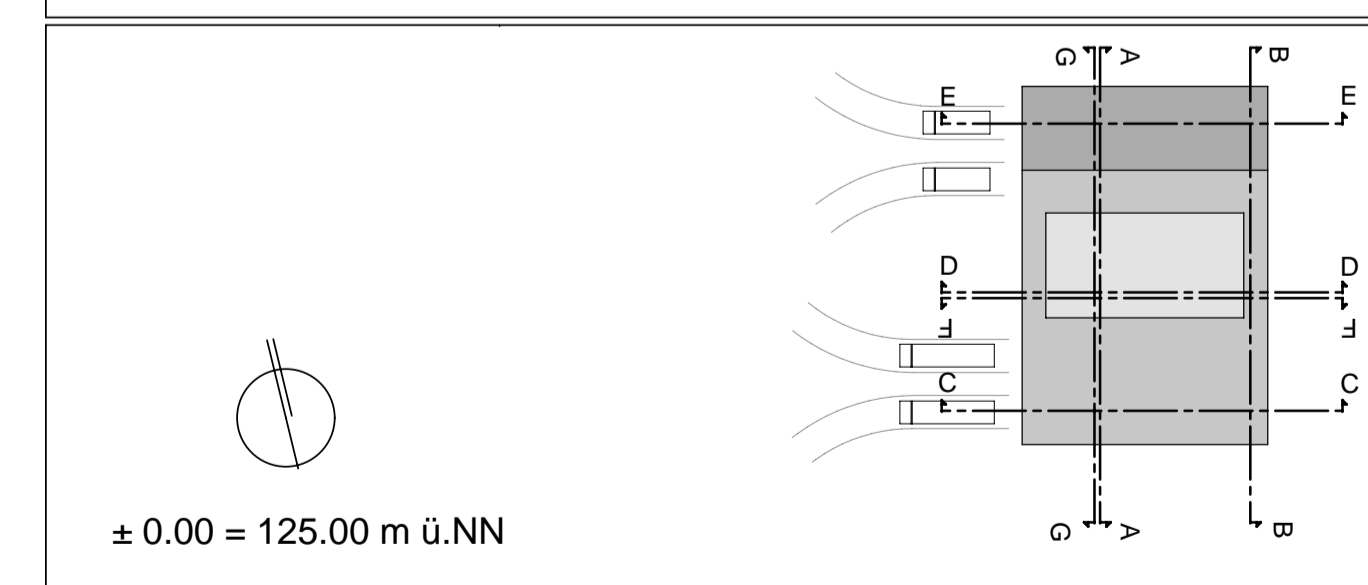 G A B
E E
D D
F F
C C
± 0.00 = 125.00 m ü.NN
G A B